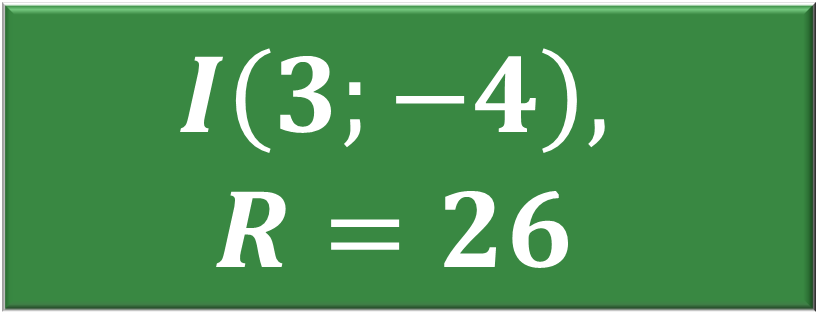 I(3; −4),
R = 26